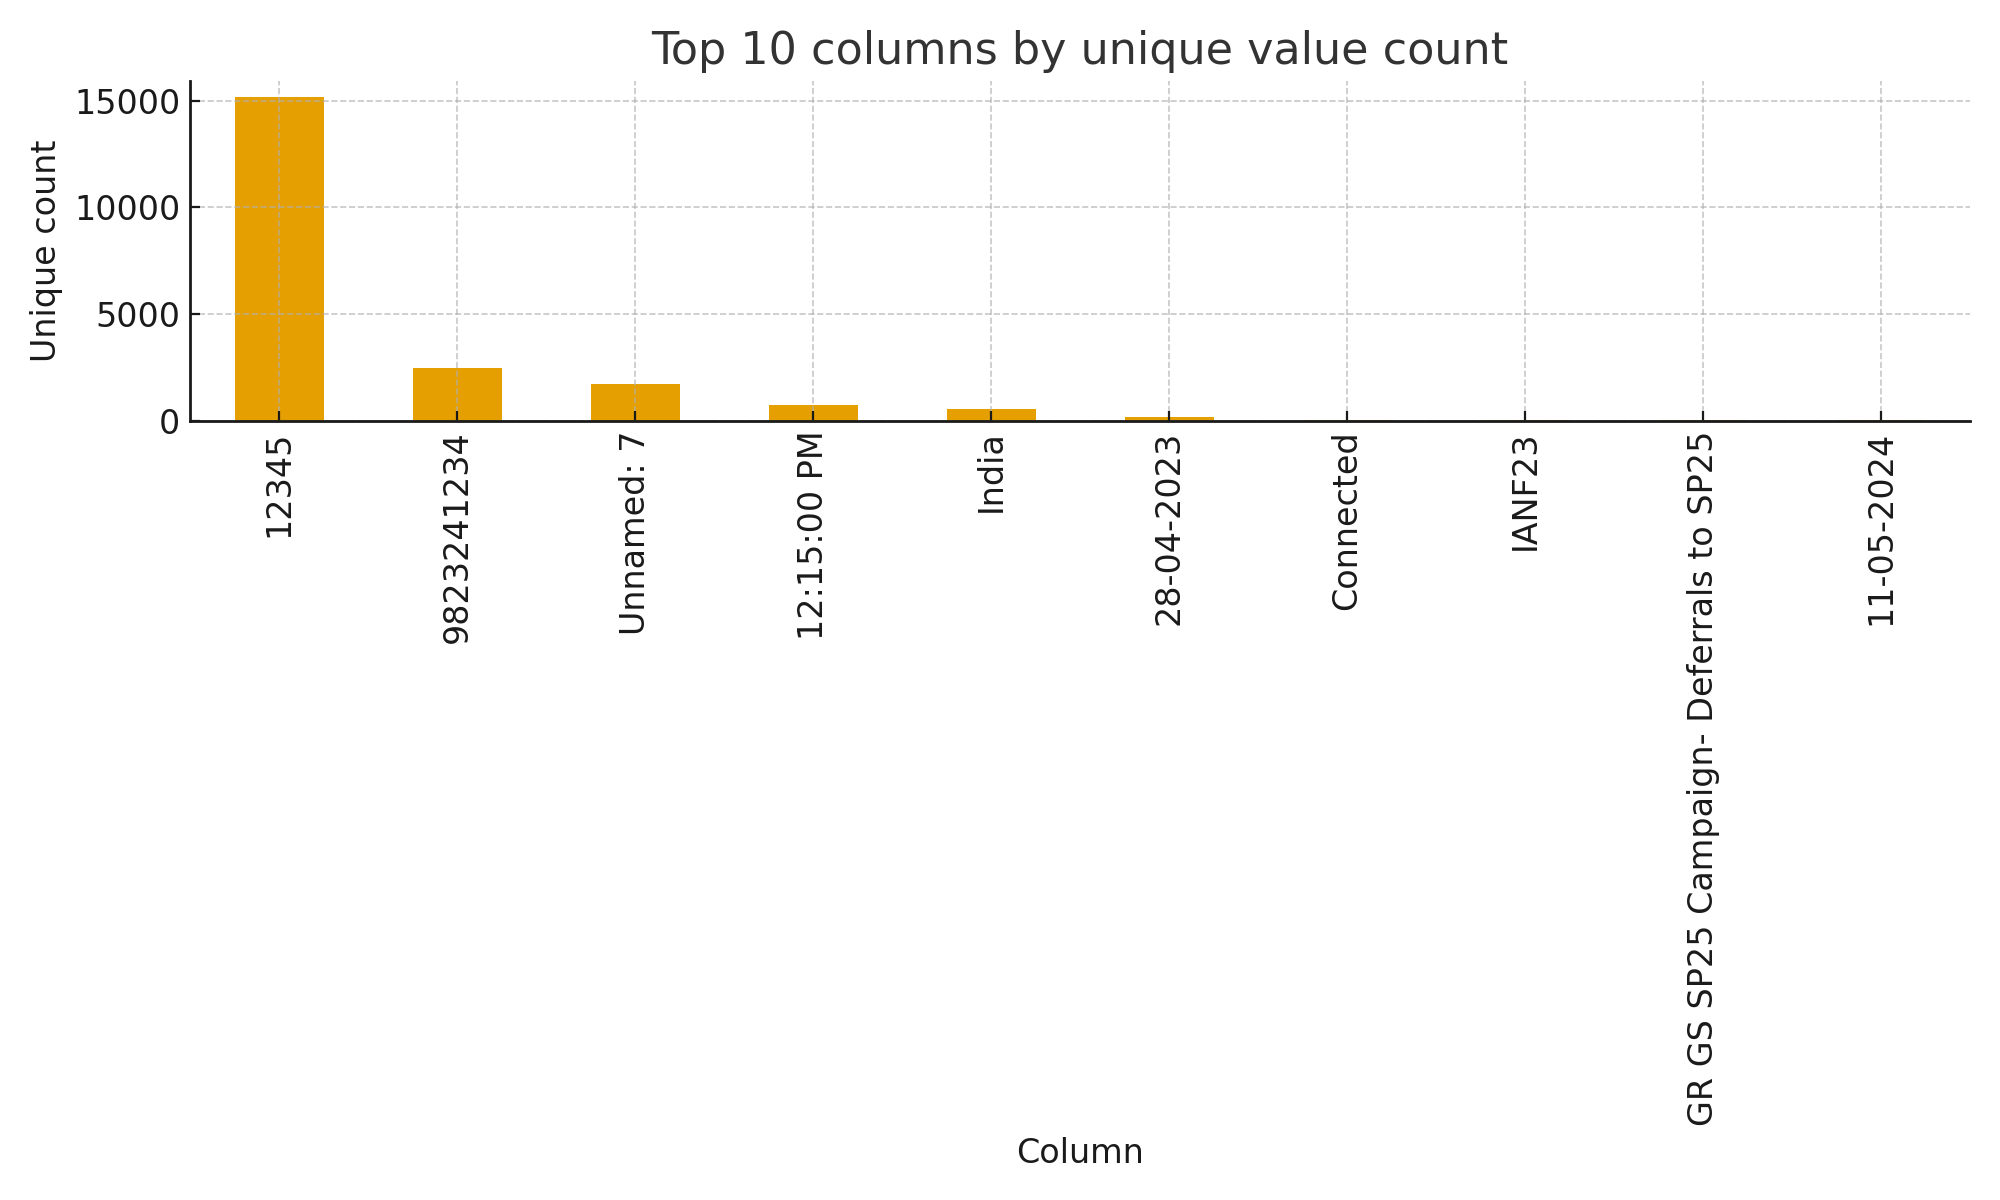 Top 10 columns by unique value count
Unique count
15000
10000
5000
0
12345
98232241234
Unnamed: 7
12:15:00 PM
India
28-04-2023
Connected
IANF23
GR GS SP25 Campaign- Deferrals to SP25
11-05-2024
Column